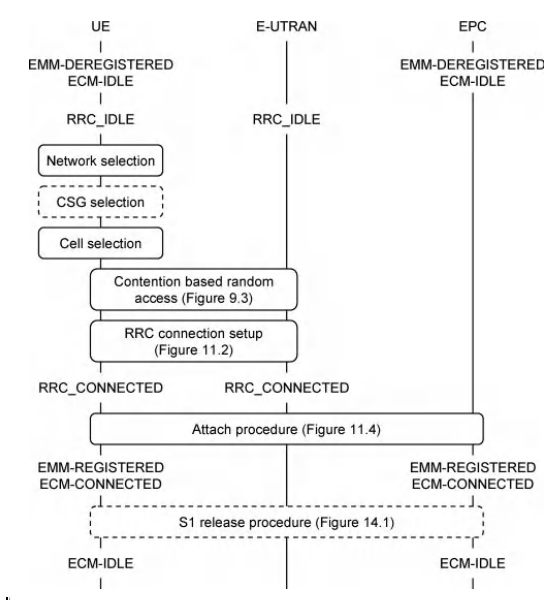 UE E-UTRAN EPC
EMM-DEREGISTERED EMM-DEREGISTERED
ECM-IDLE ECM-IDLE
RRC_IDLE RRC_IDLE
Network selection
CSG selection
Cell selection
Contention based random
access (Figure 9.3)
RRC connection setup
(Figure 11.2)
RRC_CONNECTED RRC_CONNECTED
Attach procedure (Figure 11.4)
EMM-REGISTERED EMM-REGISTERED
ECM-CONNECTED ECM-CONNECTED
S1 release procedure (Figure 14.1)
ECM-IDLE ECM-IDLE